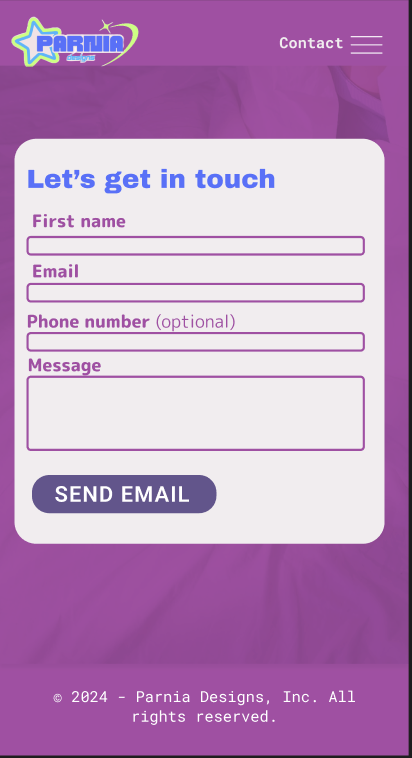 PARNIA
designs
Contact
Let’s get in touch
First name
Email
Phone number (optional)
Message
SEND EMAIL
© 2024 - Parnia Designs, Inc. All
rights reserved.